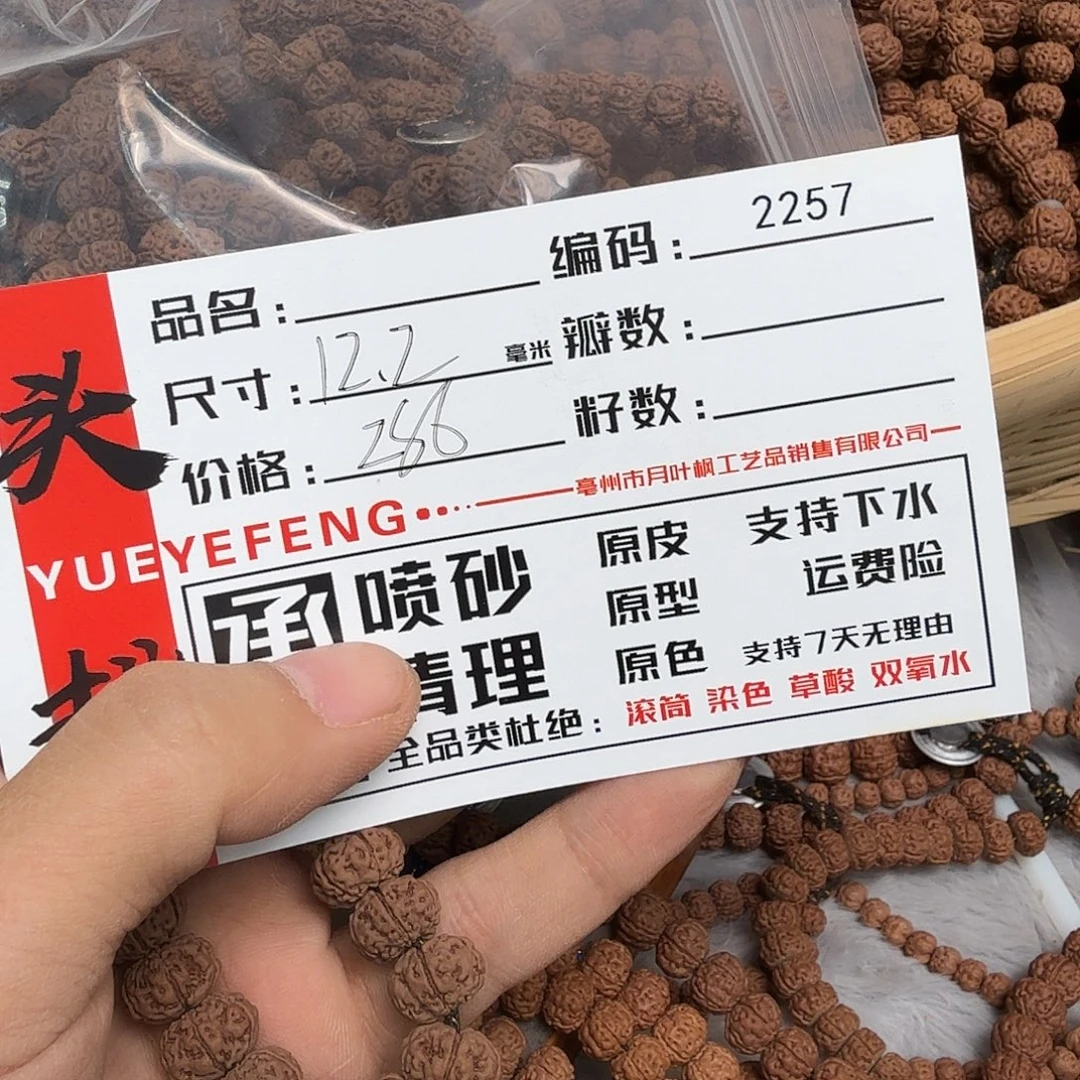 头
品名：
编码：2257
尺寸：12.2 毫米
瓣数：
价格：286
籽数：
YUEYEFENG
亳州市月叶枫工艺品销售有限公司
承 喷砂 清理
原皮 原型 原色
支持下水
运费险
支持7天无理由
全品类杜绝：滚筒 染色 草酸 双氧水